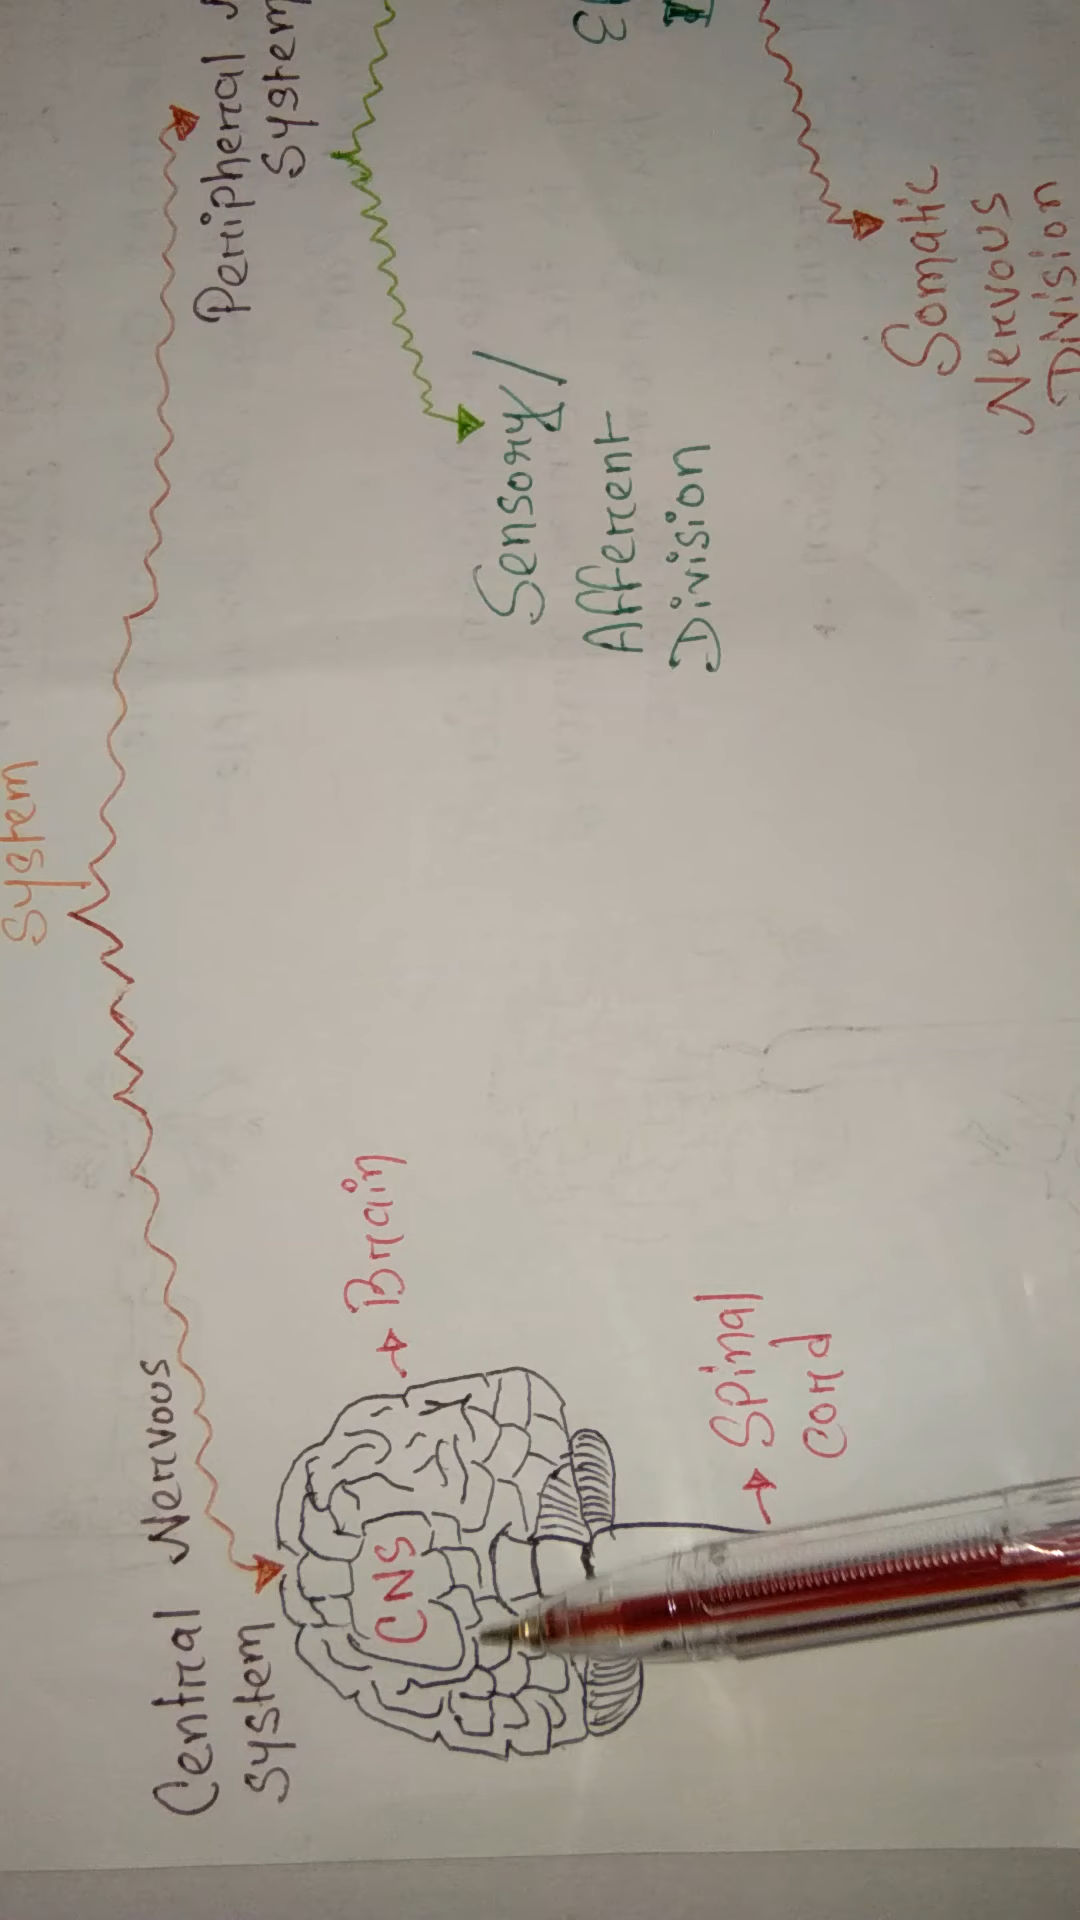 System
Central Nervous
System
Peripheral
System
CNS
Brain
Spinal
Cord
Sensory/
Afferent
Division
Somatic
Nervous
Division